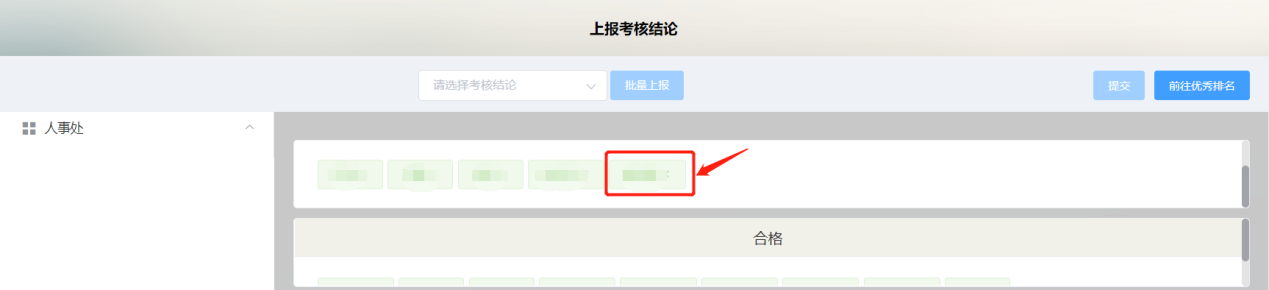 上报考核结论
请选择考核结论
批量上报
提交
前往优秀排名
人事处
合格